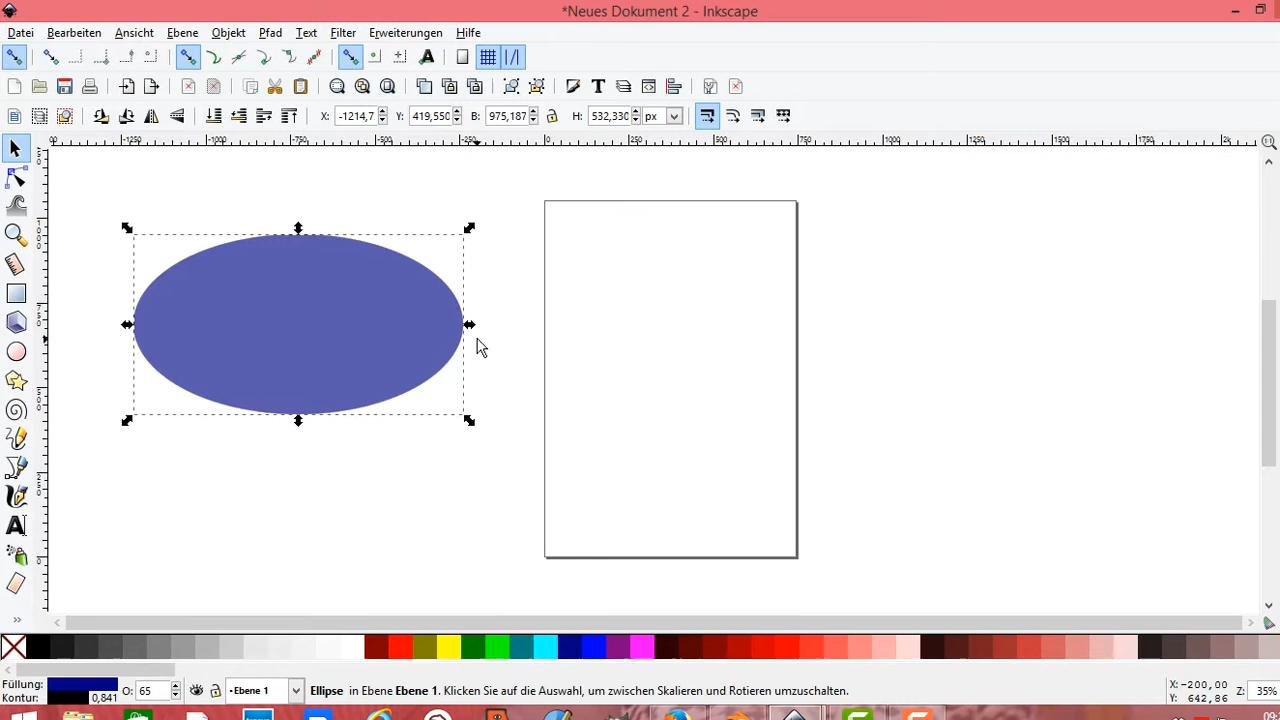 *Neues Dokument 2 - Inkscape
Datei Bearbeiten Ansicht Ebene Objekt Pfad Text Filter Erweiterungen Hilfe
X: -1214,7 Y: 419,550 B: 975,187 H: 532,330 px
-1250 -1000 -750 -500 -250 0 250 500 750 1000 1250 1500 1750 2k
Füllung:
Kontur: 0,841
O: 65
Ebene 1
Ellipse in Ebene Ebene 1. Klicken Sie auf die Auswahl, um zwischen Skalieren und Rotieren umzuschalten.
X: -200,00
Y: 642,86
Z: 35%